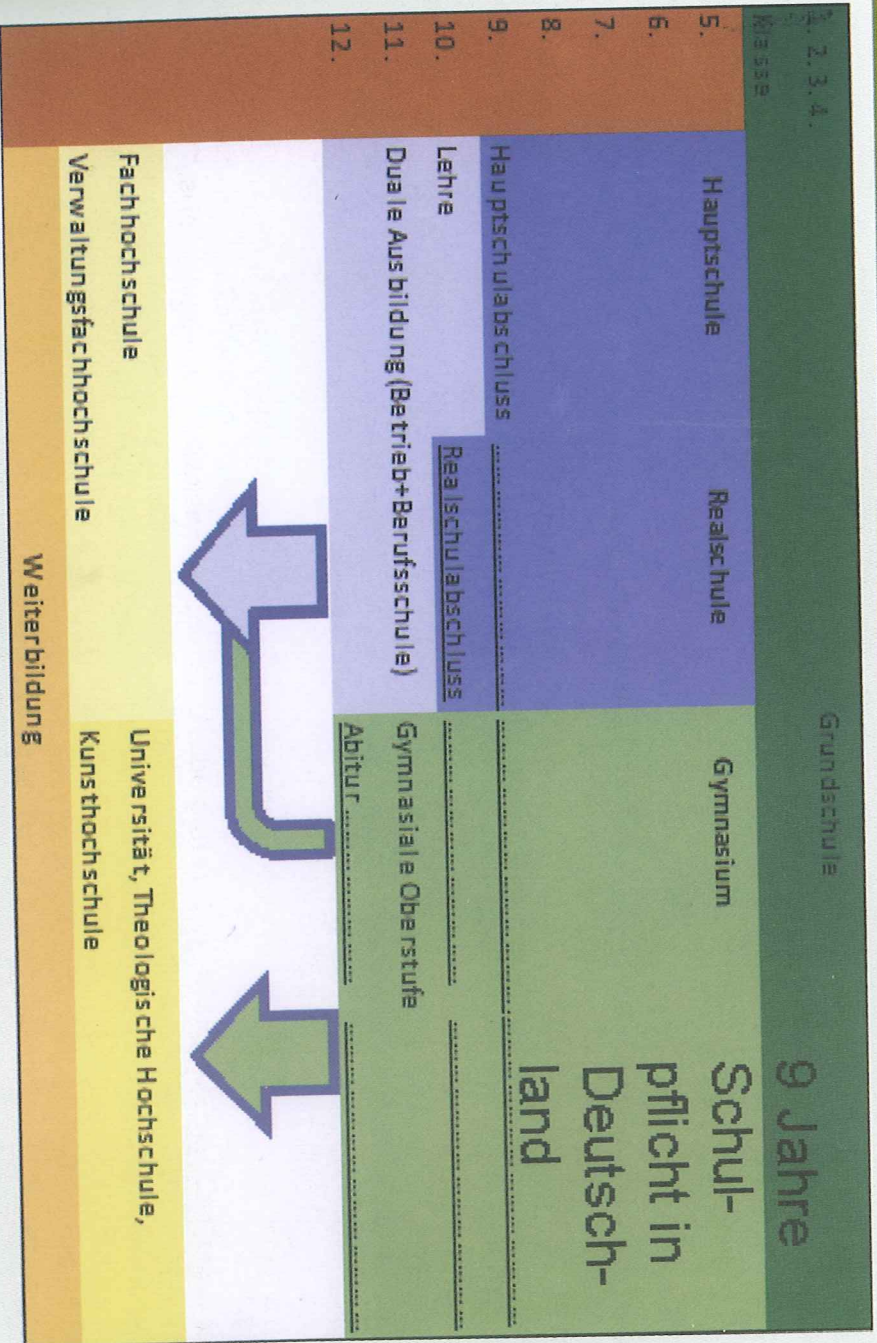 1. 2. 3. 4.
Klasse
Grundschule
9 Jahre
Schul-
pflicht in
Deutsch-
land
5.
Hauptschule
Realschule
Gymnasium
6.
7.
8.
9.
Hauptschulabschluss
10.
Lehre
Realschulabschluss
11.
Duale Ausbildung (Betrieb+Berufsschule)
Gymnasiale Oberstufe
12.
Abitur
Fachhochschule
Verwaltungsfachhochschule
Universität, Theologische Hochschule,
Kunsthochschule
Weiterbildung